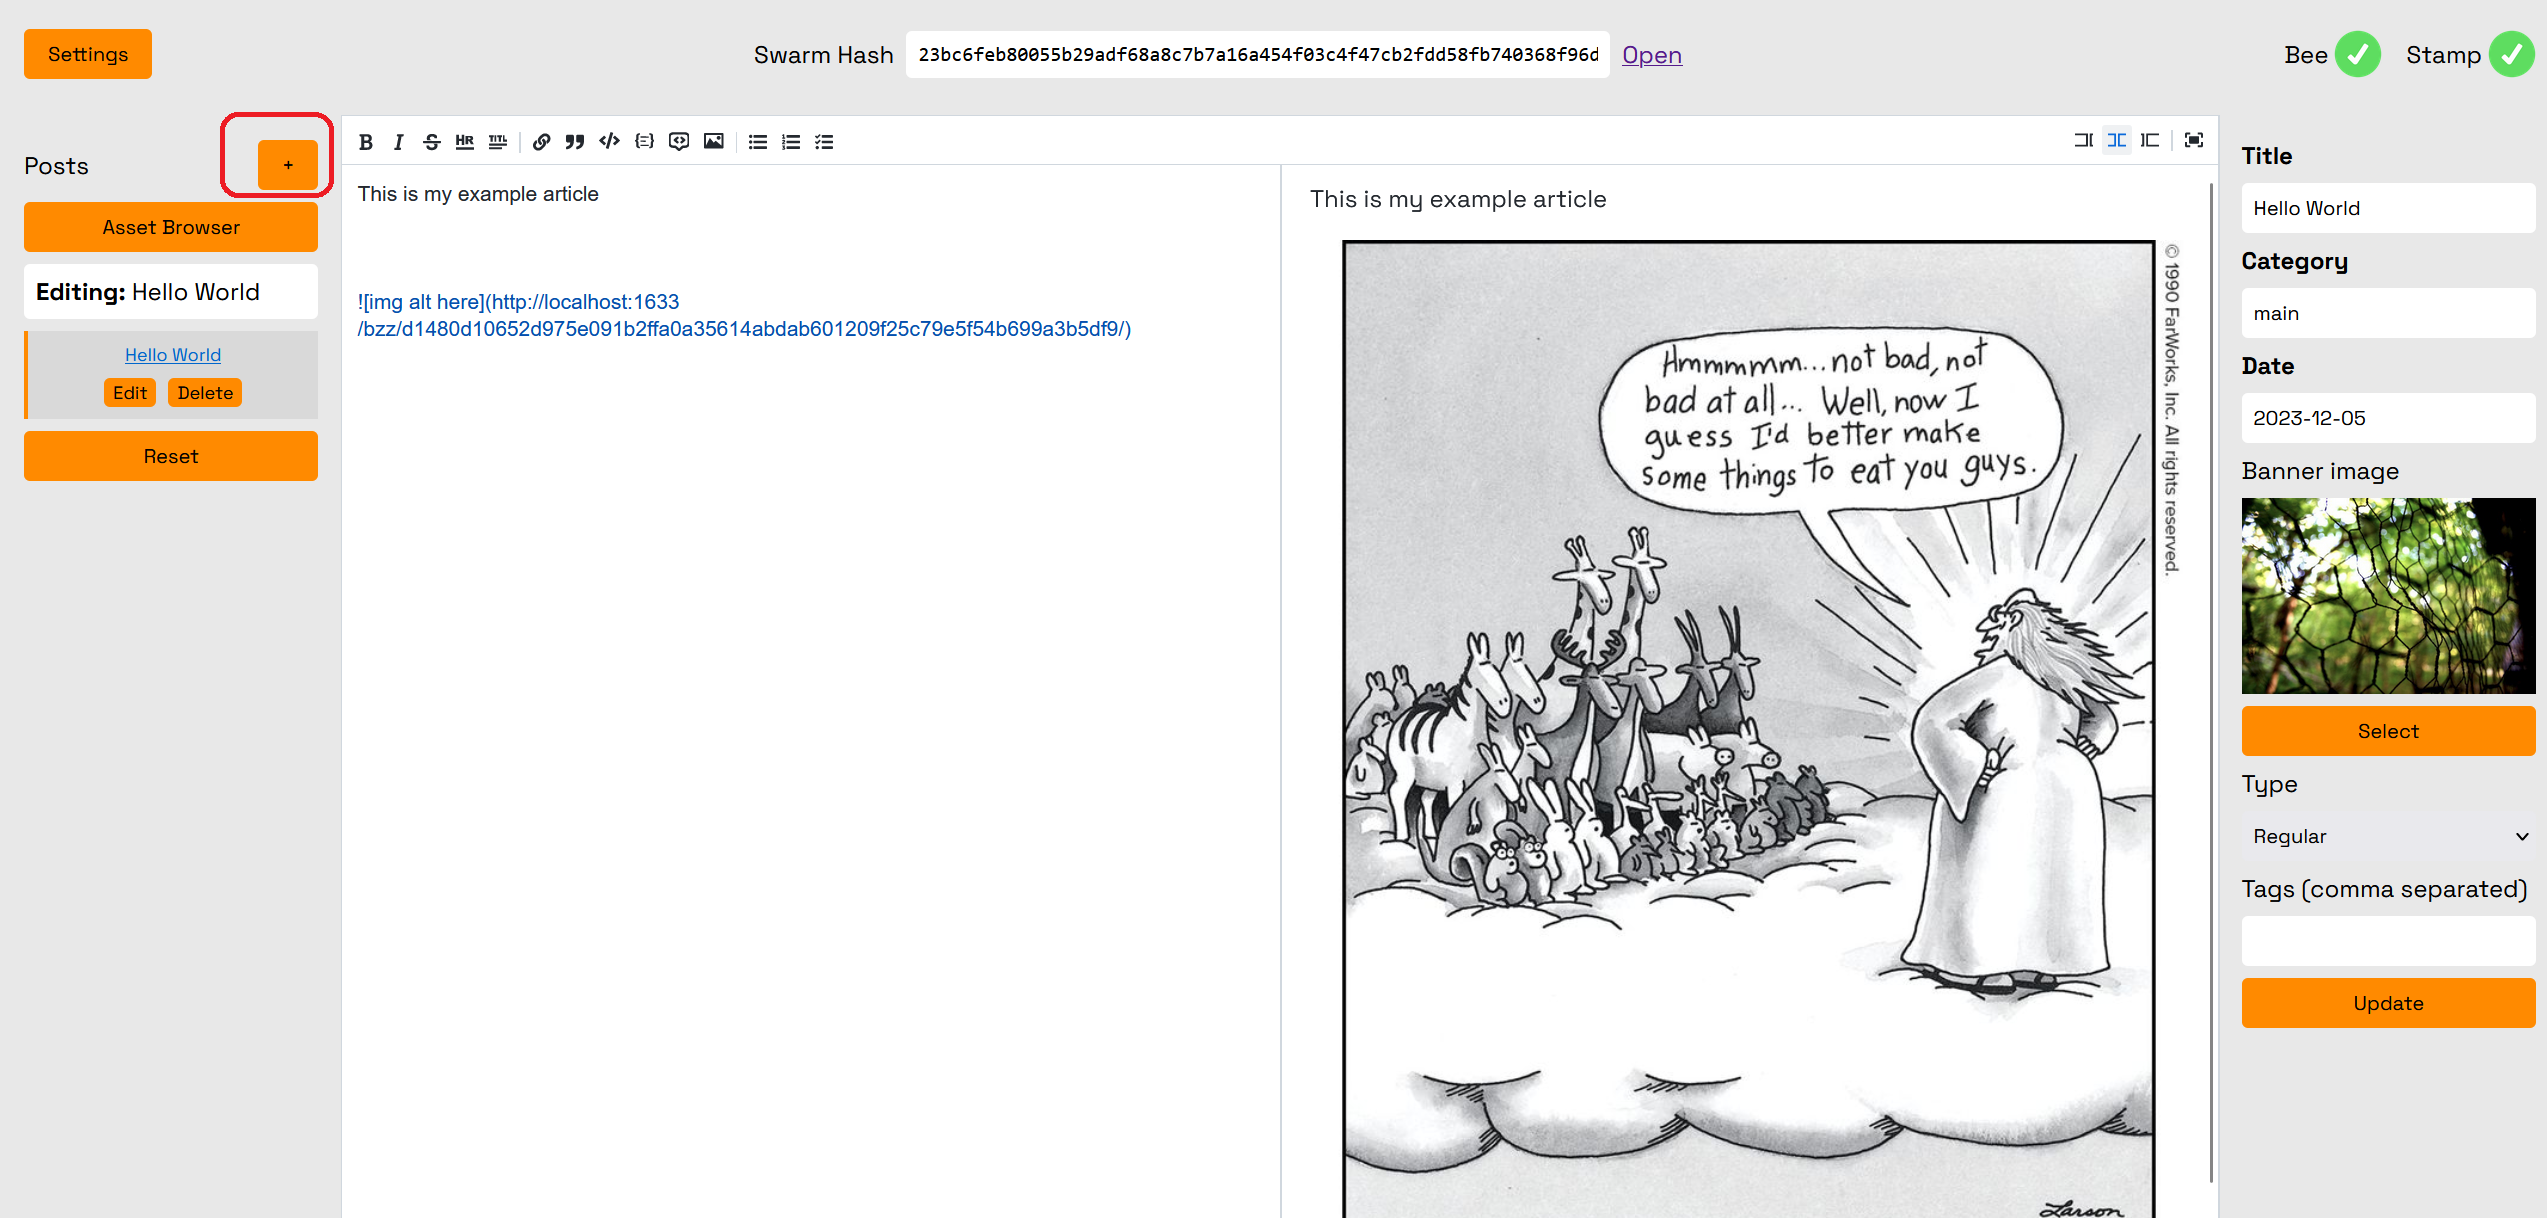 Settings
Swarm Hash
23bc6feb80055b29adf68a8c7b7a16a454f03c4f47cb2fdd58fb740368f96d
Open
Bee
Stamp
Posts
+
Asset Browser
Editing: Hello World
Hello World
Edit
Delete
Reset
B I S HR TITL
This is my example article
![img alt here](http://localhost:1633
/bzz/d1480d10652d975e091b2ffa0a35614abdab601209f25c79e5f54b699a3b5df9/)
This is my example article
Hmmmmm...not bad, not
bad at all... Well, now I
guess I'd better make
some things to eat you guys.
© 1990 FarWorks, Inc. All rights reserved.
Larson
Title
Hello World
Category
main
Date
2023-12-05
Banner image
Select
Type
Regular
Tags (comma separated)
Update